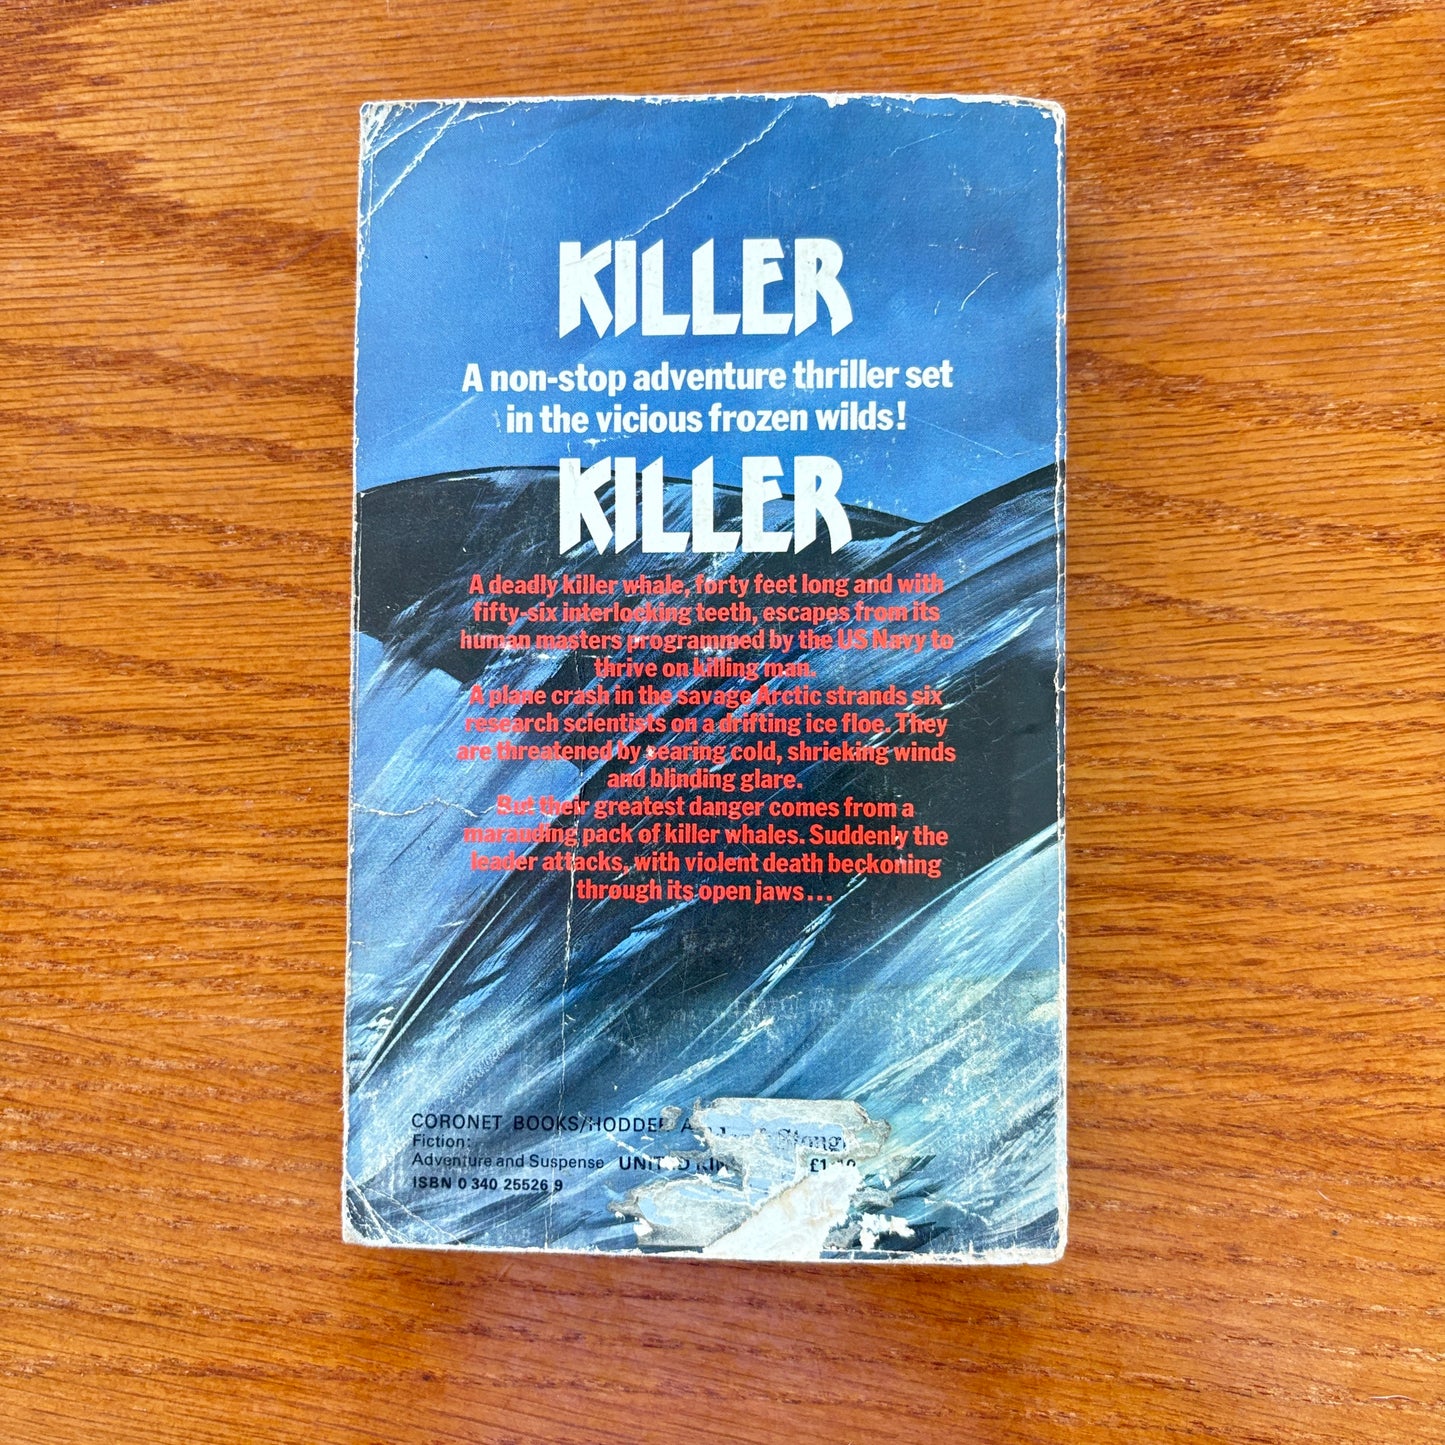 KILLER
A non-stop adventure thriller set
in the vicious frozen wilds!
KILLER
A deadly killer whale, forty feet long and with
fifty-six interlocking teeth, escapes from its
human masters programmed by the US Navy to
thrive on killing man.
A plane crash in the savage Arctic strands six
research scientists on a drifting ice floe. They
are threatened by searing cold, shrieking winds
and blinding glare.
But their greatest danger comes from a
marauding pack of killer whales. Suddenly the
leader attacks, with violent death beckoning
through its open jaws...
CORONET BOOKS/HODDER
Fiction:
Adventure and Suspense UNITED
ISBN 0 340 25526 9